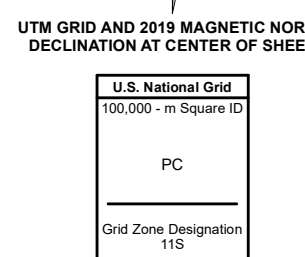 UTM GRID AND 2019 MAGNETIC NOR
DECLINATION AT CENTER OF SHEE
U.S. National Grid
100,000 - m Square ID
PC
Grid Zone Designation
11S